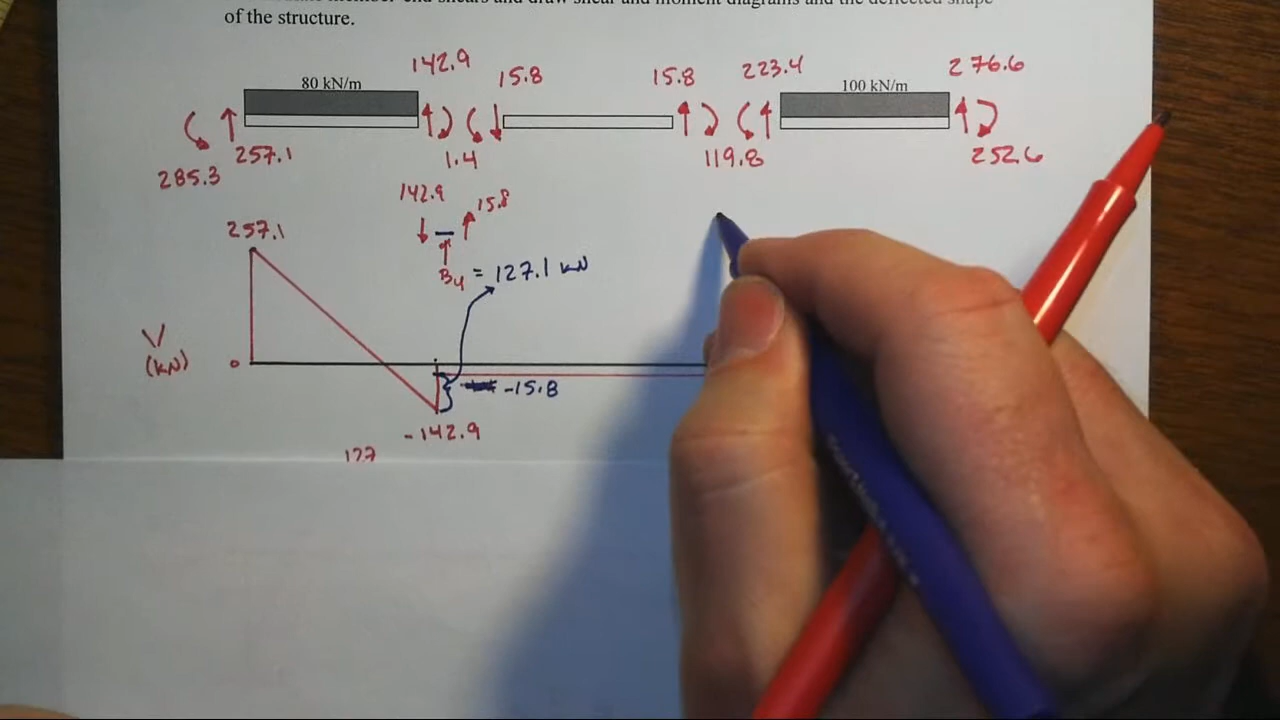 of the structure.
142.9 15.8 15.8 223.4 276.6
80 kN/m 100 kN/m
257.1 1.4 119.8 252.6
285.3
142.9 15.8
257.1
By = 127.1 kN
V
(kN) 0
-15.8
-142.9
127